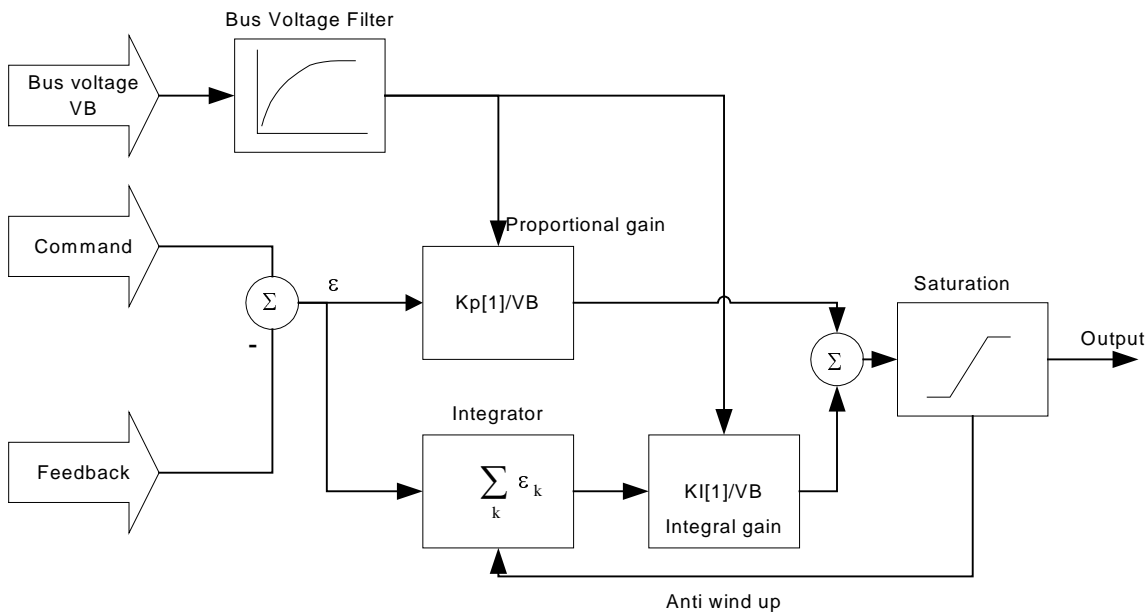 Bus Voltage Filter
Bus voltage
VB
Command
Proportional gain
Σ
ε
Kp[1]/VB
-
Saturation
Σ
Output
Integrator
Feedback
∑ εk
k
KI[1]/VB
Integral gain
Anti wind up